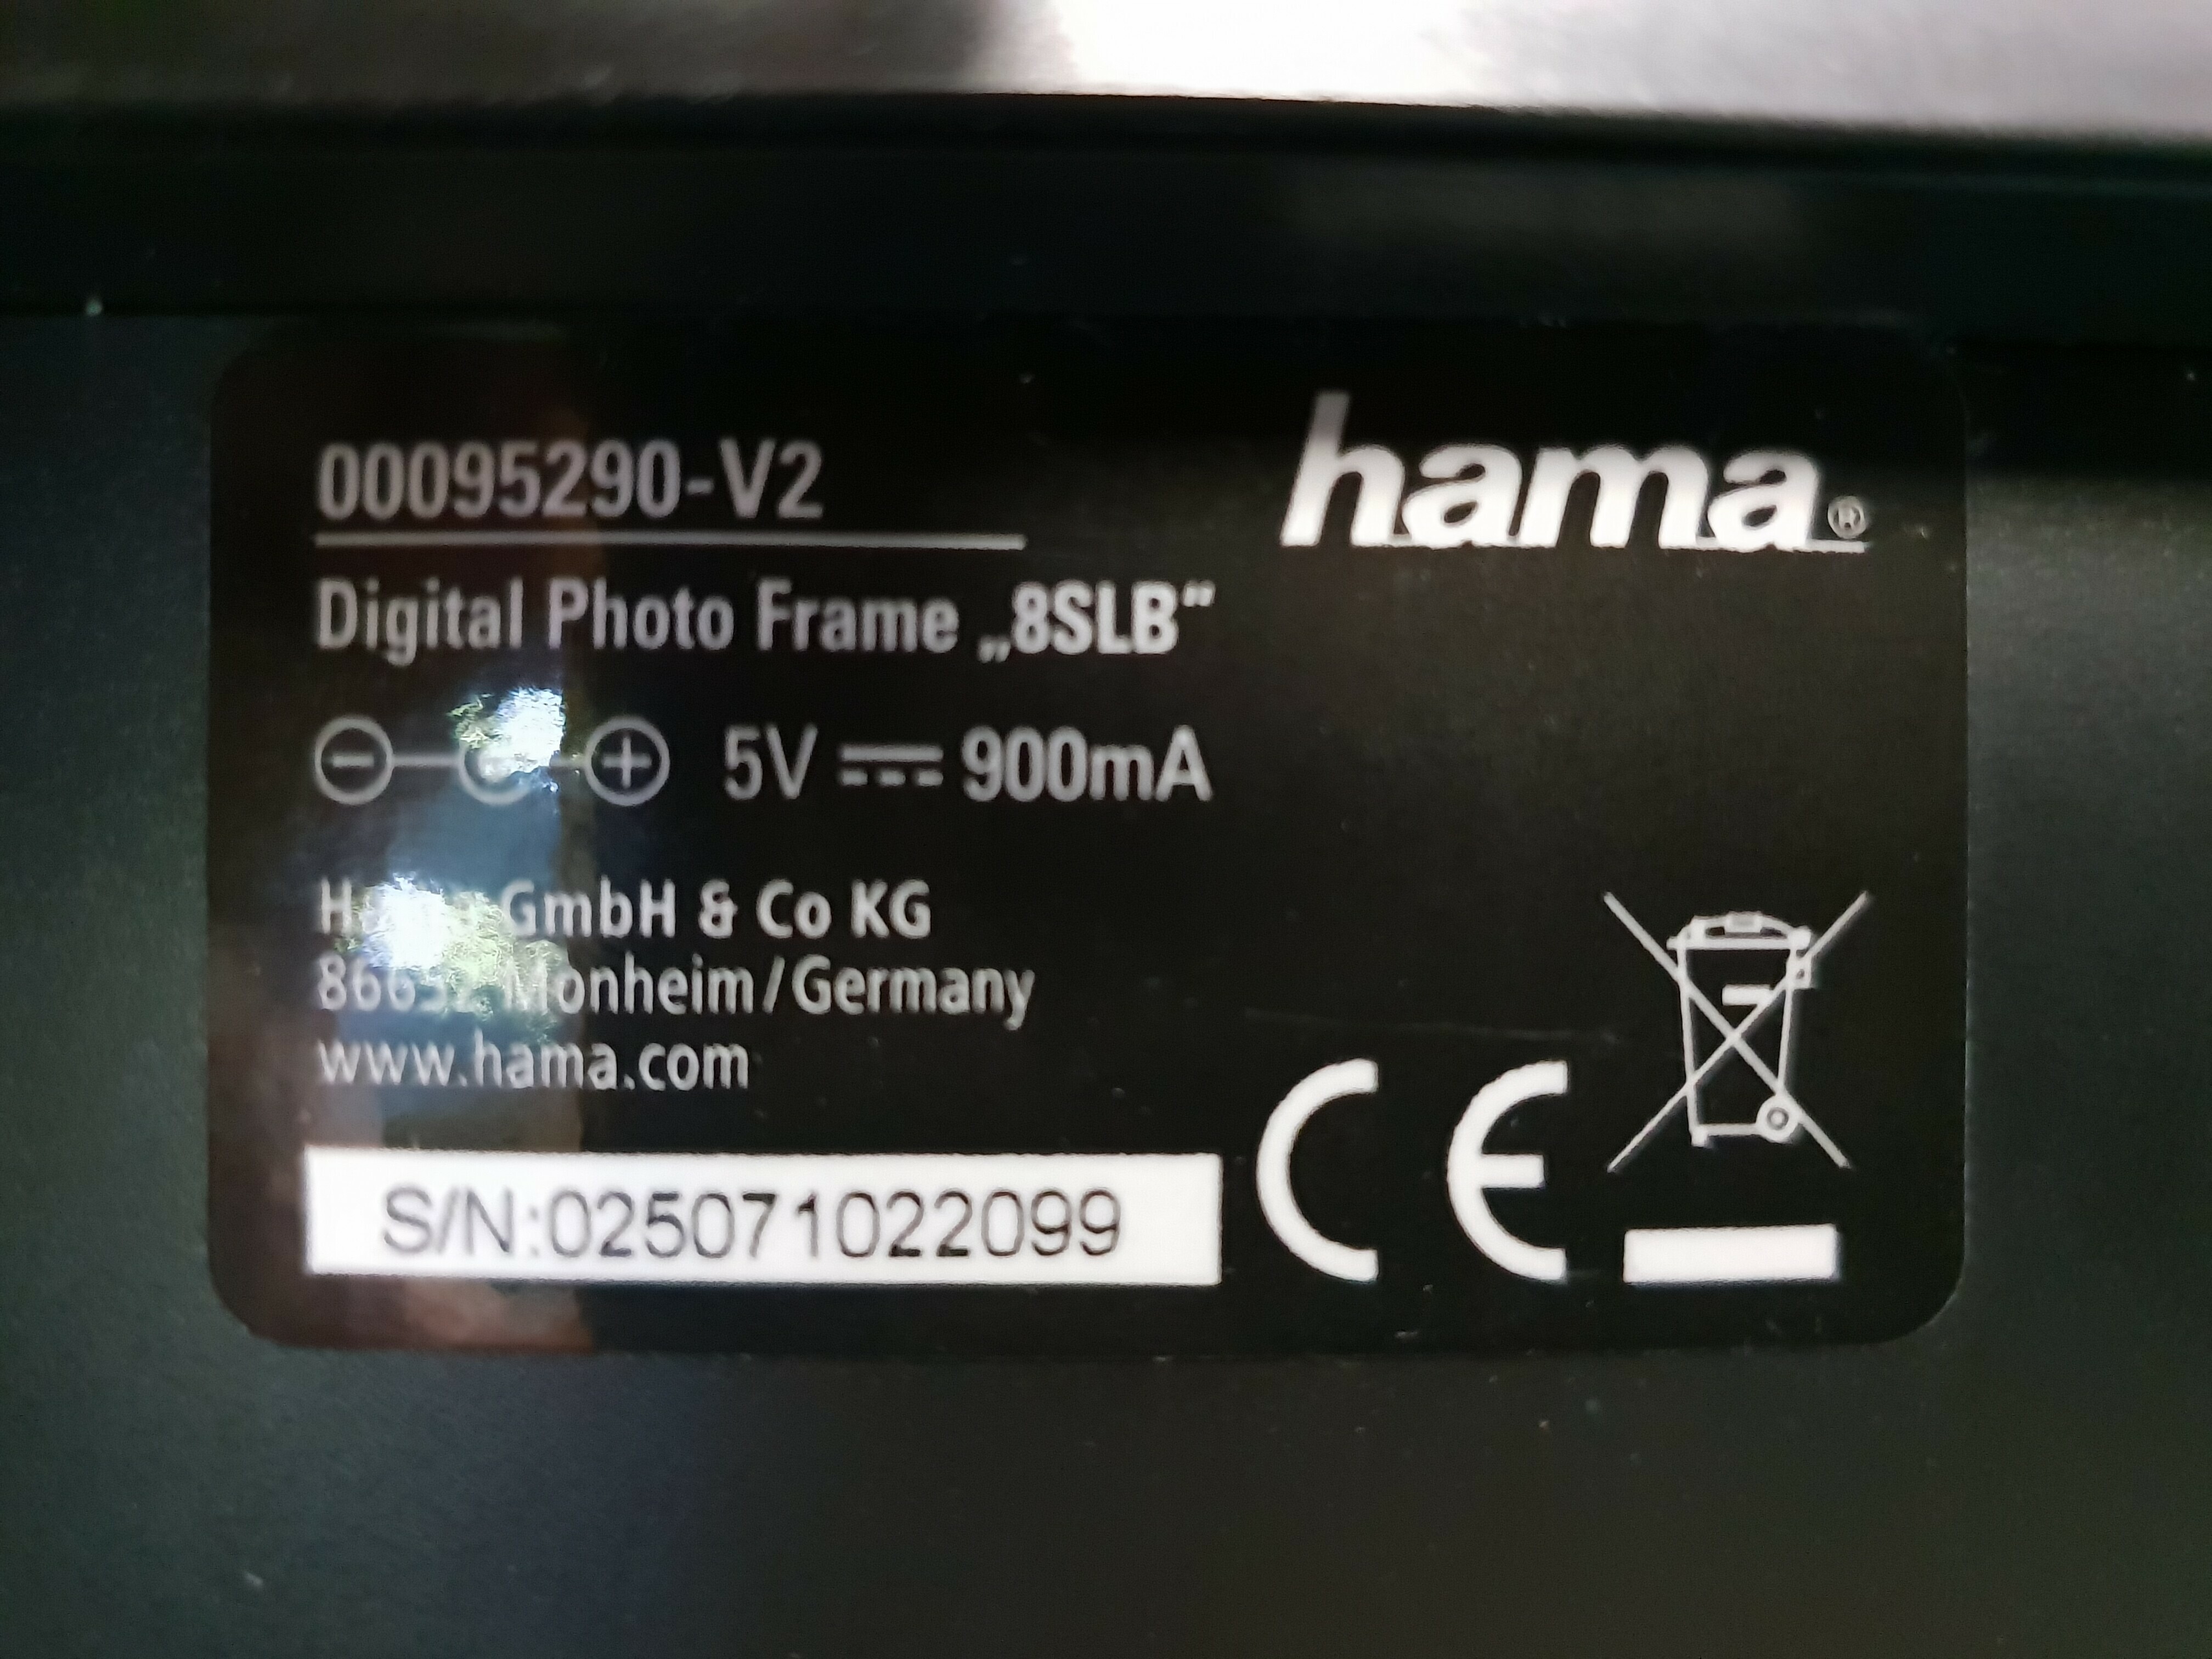 00095290-V2
hama®
Digital Photo Frame „8SLB“
5V 900mA
GmbH & Co KG
86652 Monheim/Germany
www.hama.com
S/N:025071022099
CE